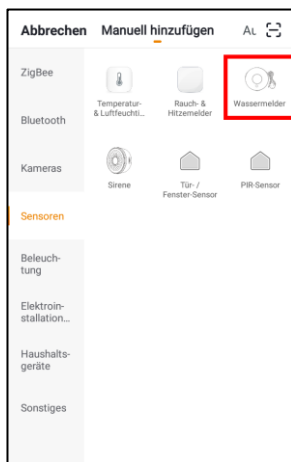 Abbrechen Manuell hinzufügen Au
ZigBee
Bluetooth
Kameras
Sensoren
Beleuch-
tung
Elektroin-
stallation...
Haushalts-
geräte
Sonstiges
Temperatur-
& Luftfeuchti...
Rauch- &
Hitzemelder
Wassermelder
Sirene
Tür- /
Fenster-Sensor
PIR-Sensor